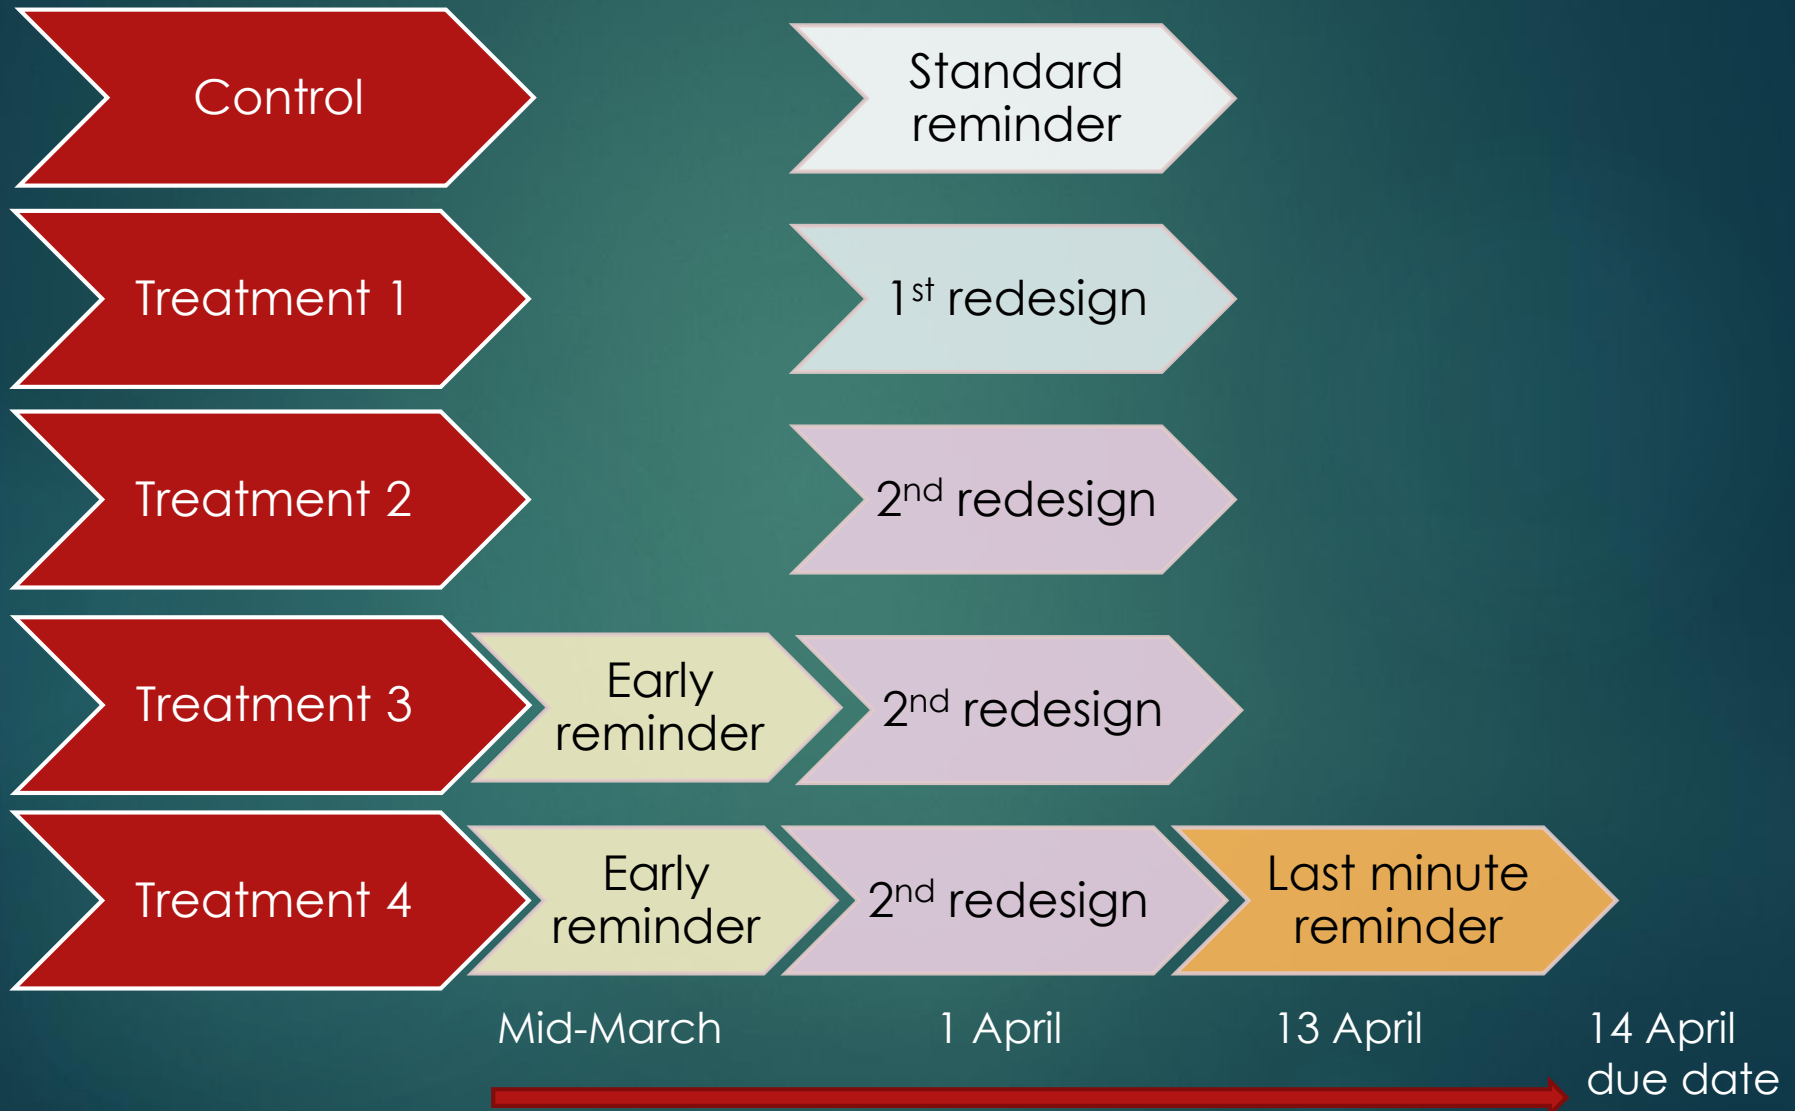 Control
Standard
reminder
Treatment 1
1st redesign
Treatment 2
2nd redesign
Treatment 3
Early
reminder
2nd redesign
Treatment 4
Early
reminder
2nd redesign
Last minute
reminder
Mid-March
1 April
13 April
14 April
due date